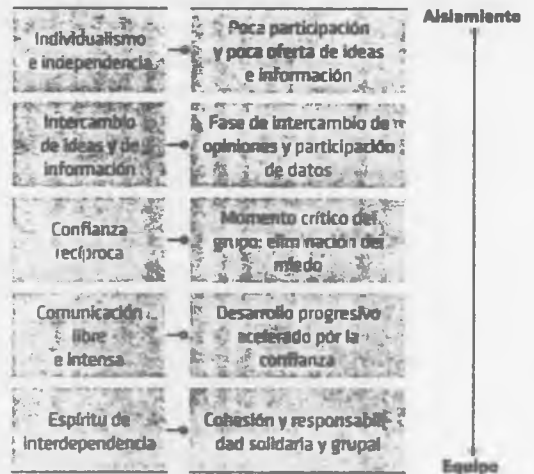 Aislamiento
Individualismo
e independencia
Poca participación
y poca oferta de ideas
e información
Intercambio
de ideas y de
información
Fase de intercambio de
opiniones y participación
de datos
Confianza
recíproca
Momento crítico del
grupo: eliminación del
miedo
Comunicación
libre
e intensa
Desarrollo progresivo
acelerado por la
confianza
Espíritu de
interdependencia
Cohesión y responsabili-
dad solidaria y grupal
Equipo